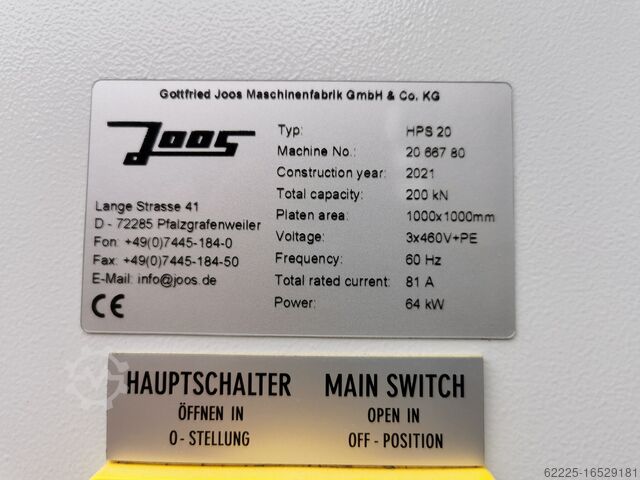 Gottfried Joos Maschinenfabrik GmbH & Co. KG
Joos
Lange Strasse 41
D - 72285 Pfalzgrafenweiler
Fon: +49(0)7445-184-0
Fax: +49(0)7445-184-50
E-Mail: info@joos.de
CE
Typ: HPS 20
Machine No.: 20 667 80
Construction year: 2021
Total capacity: 200 kN
Platen area: 1000x1000mm
Voltage: 3x460V+PE
Frequency: 60 Hz
Total rated current: 81 A
Power: 64 kW
HAUPTSCHALTER
ÖFFNEN IN
0 - STELLUNG
MAIN SWITCH
OPEN IN
OFF - POSITION
62225-16529181